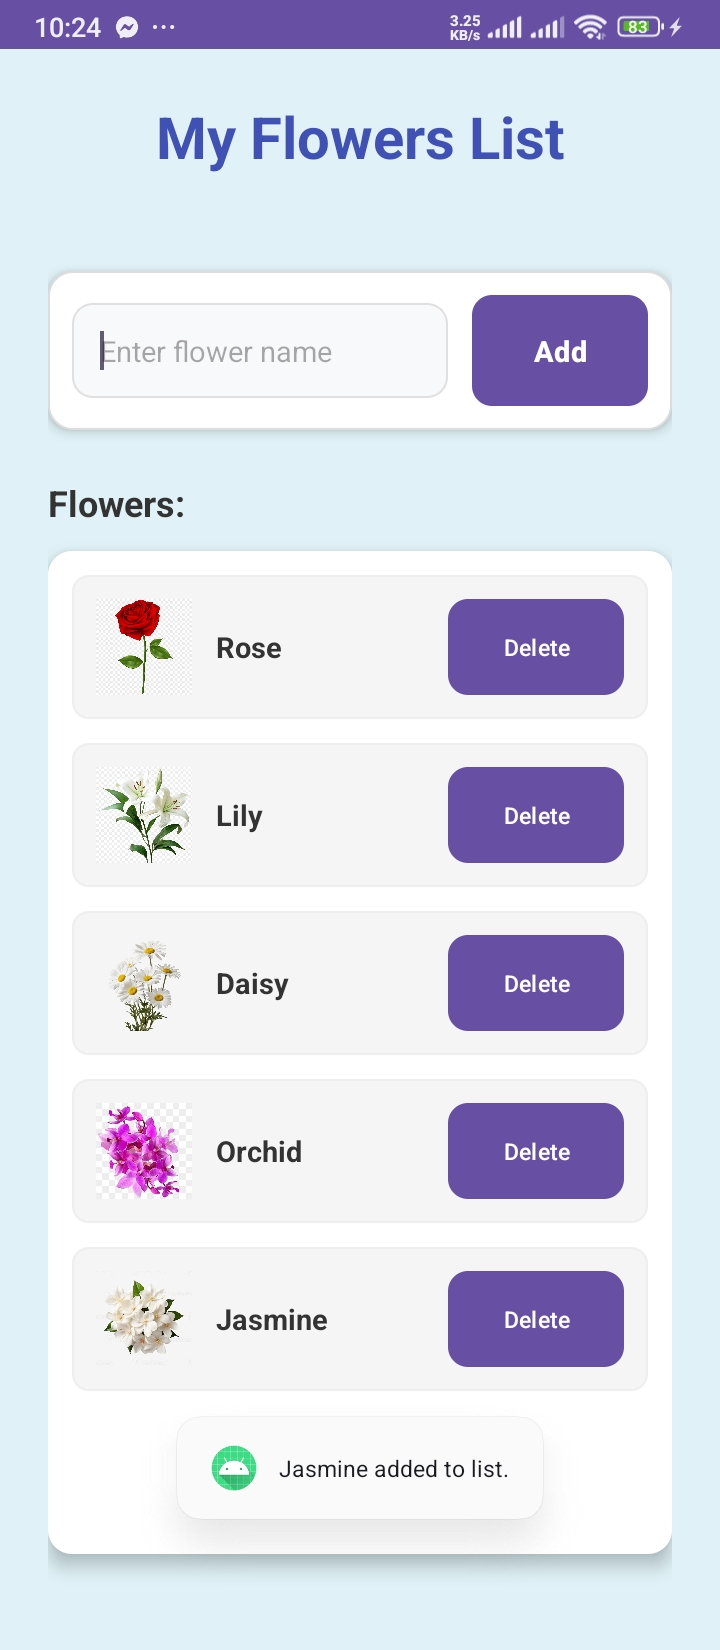 10:24 ... 3.25 KB/s 83
My Flowers List
Enter flower name Add
Flowers:
Rose Delete
Lily Delete
Daisy Delete
Orchid Delete
Jasmine Delete
Jasmine added to list.